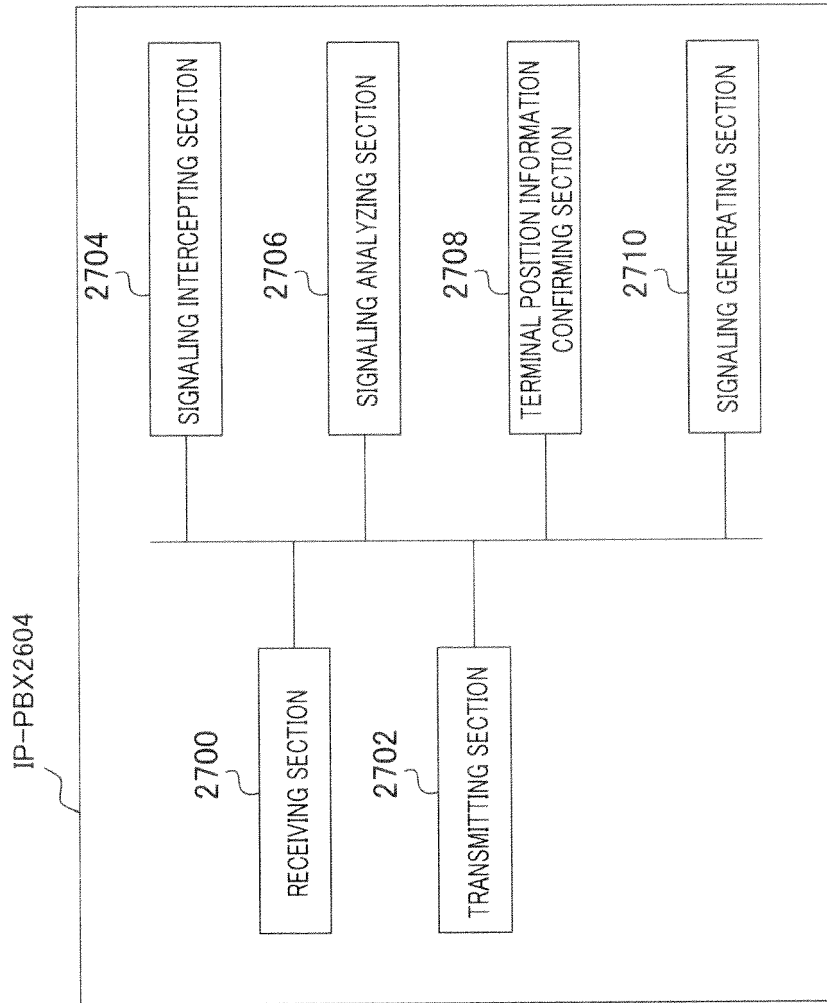 IP-PBX2604
2700
RECEIVING SECTION
2702
TRANSMITTING SECTION
2704
SIGNALING INTERCEPTING SECTION
2706
SIGNALING ANALYZING SECTION
2708
TERMINAL POSITION INFORMATION
CONFIRMING SECTION
2710
SIGNALING GENERATING SECTION